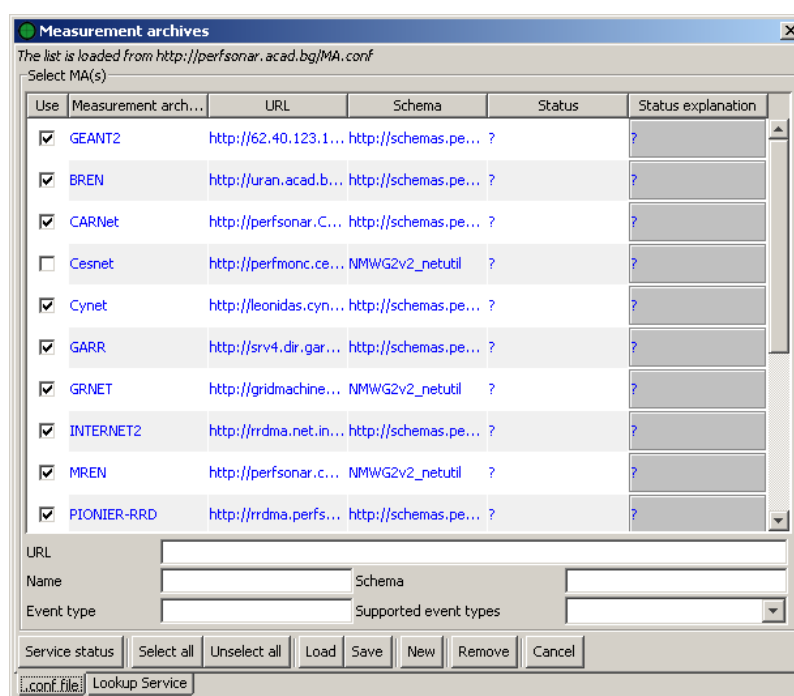 Measurement archives
The list is loaded from http://perfsonar.acad.bg/MA.conf
Select MA(s)
Use Measurement arch... URL Schema Status Status explanation
GEANT2 http://62.40.123.1... http://schemas.pe... ? ?
BREN http://uran.acad.b... http://schemas.pe... ? ?
CARNet http://perfsonar.C... http://schemas.pe... ? ?
Cesnet http://perfmonc.ce... NMWG2v2_netutil ? ?
Cynet http://leonidas.cyn... http://schemas.pe... ? ?
GARR http://srv4.dir.gar... http://schemas.pe... ? ?
GRNET http://gridmachine... NMWG2v2_netutil ? ?
INTERNET2 http://rrdma.net.in... http://schemas.pe... ? ?
MREN http://perfsonar.c... NMWG2v2_netutil ? ?
PIONIER-RRD http://rrdma.perfs... http://schemas.pe... ? ?
URL
Name Schema
Event type Supported event types
Service status Select all Unselect all Load Save New Remove Cancel
.conf file Lookup Service